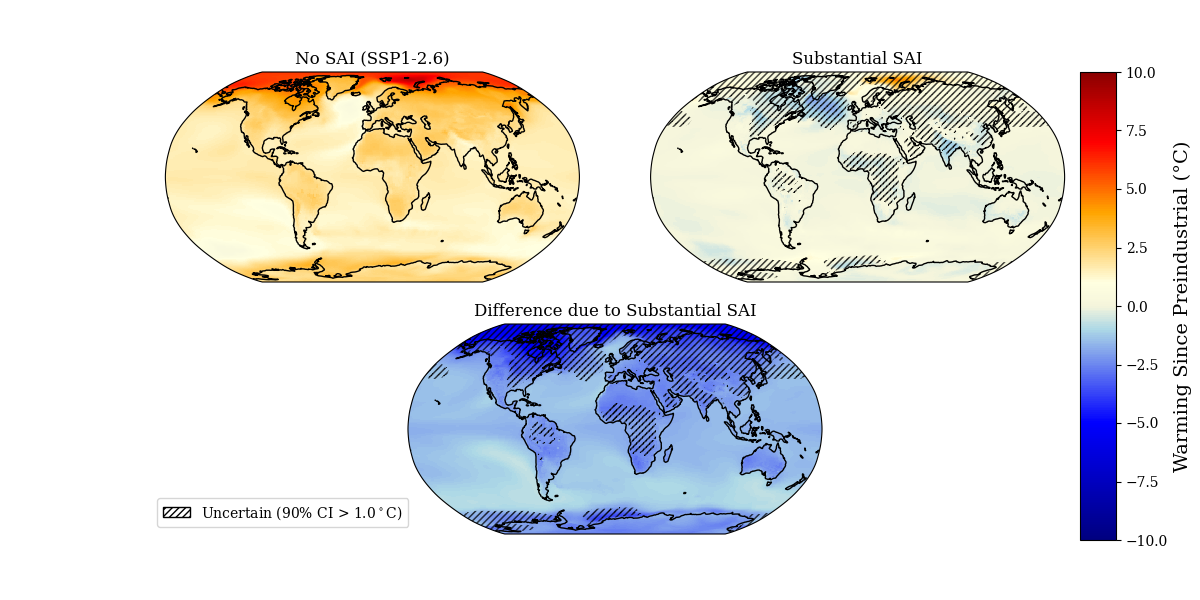 No SAI (SSP1-2.6)
Substantial SAI
Difference due to Substantial SAI
Uncertain (90% CI > 1.0°C)
10.0
7.5
5.0
2.5
0.0
−2.5
−5.0
−7.5
−10.0
Warming Since Preindustrial (°C)